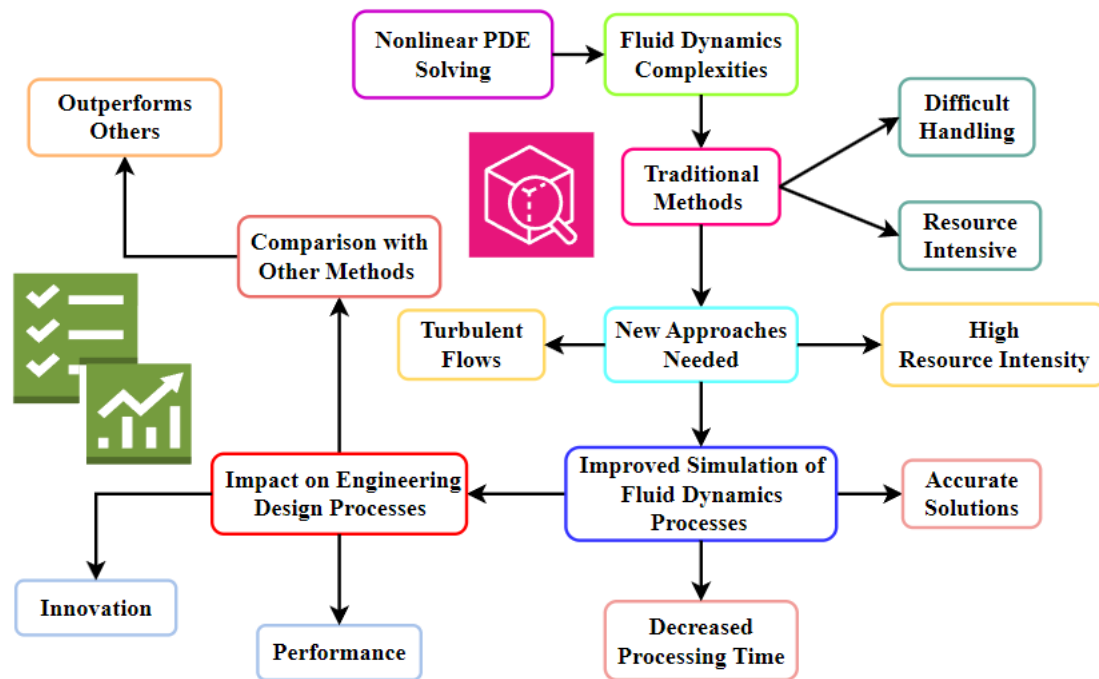 Nonlinear PDE
Solving
Fluid Dynamics
Complexities
Outperforms
Others
Difficult
Handling
Traditional
Methods
Resource
Intensive
Comparison with
Other Methods
Turbulent
Flows
New Approaches
Needed
High
Resource Intensity
Impact on Engineering
Design Processes
Improved Simulation of
Fluid Dynamics
Processes
Accurate
Solutions
Innovation
Performance
Decreased
Processing Time